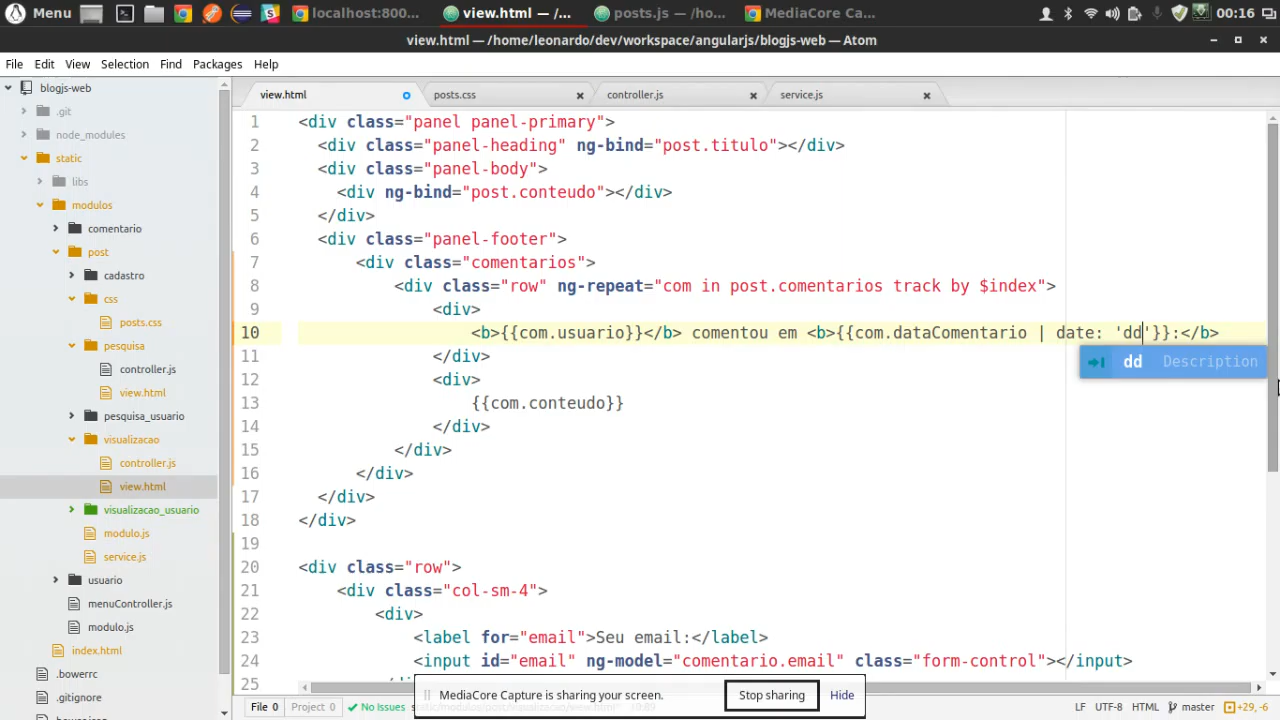 Menu
localhost:800...
view.html — /...
posts.js — /ho...
MediaCore Ca...
00:16
view.html — /home/leonardo/dev/workspace/angularjs/blogjs-web — Atom
File Edit View Selection Find Packages Help
blogjs-web
.git
node_modules
static
libs
modulos
comentario
post
cadastro
css
posts.css
pesquisa
controller.js
view.html
pesquisa_usuario
visualizacao
controller.js
view.html
visualizacao_usuario
modulo.js
service.js
usuario
menuController.js
modulo.js
index.html
.bowerrc
.gitignore
view.html
posts.css
controller.js
service.js
1 <div class="panel panel-primary">
2 <div class="panel-heading" ng-bind="post.titulo"></div>
3 <div class="panel-body">
4 <div ng-bind="post.conteudo"></div>
5 </div>
6 <div class="panel-footer">
7 <div class="comentarios">
8 <div class="row" ng-repeat="com in post.comentarios track by $index">
9 <div>
10 <b>{{com.usuario}}</b> comentou em <b>{{com.dataComentario | date: 'dd'}}:</b>
dd Description
11 </div>
12 <div>
13 {{com.conteudo}}
14 </div>
15 </div>
16 </div>
17 </div>
18 </div>
19
20 <div class="row">
21 <div class="col-sm-4">
22 <div>
23 <label for="email">Seu email:</label>
24 <input id="email" ng-model="comentario.email" class="form-control"></input>
25
MediaCore Capture is sharing your screen.
Stop sharing
Hide
File 0 Project 0 No Issues
LF UTF-8 HTML master +29, -6